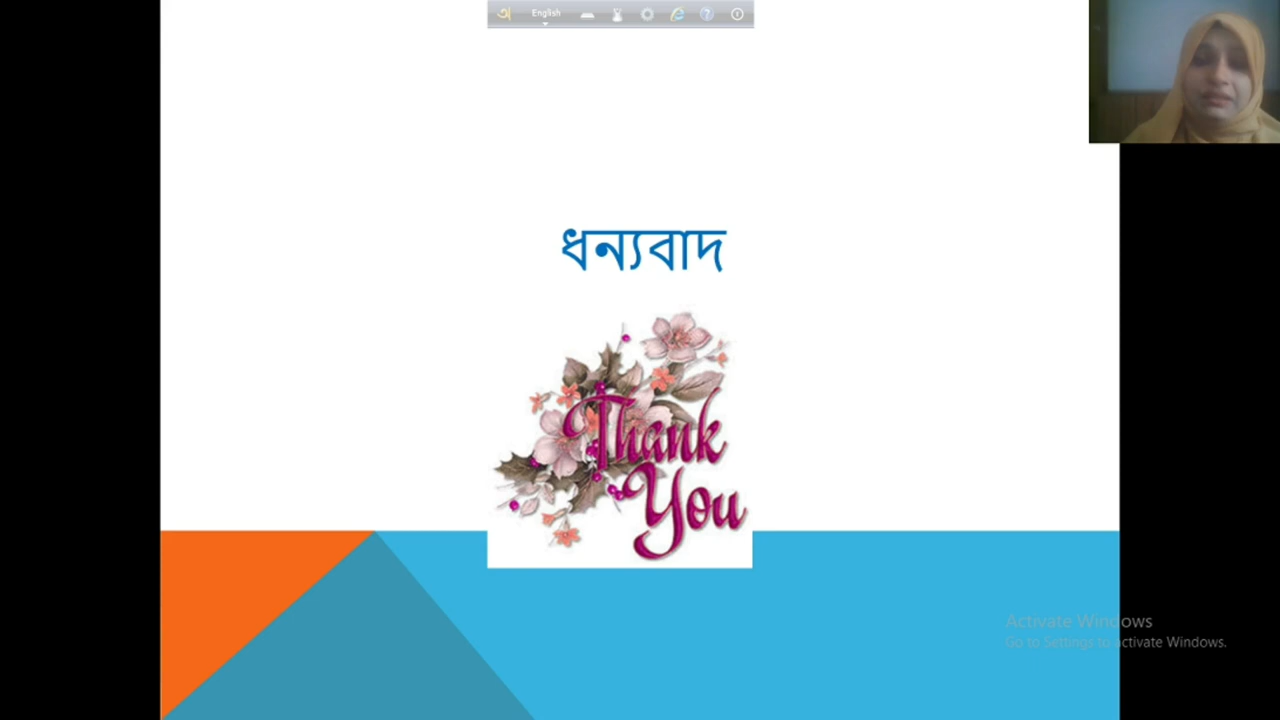 অ English
ধন্যবাদ
Thank
You
Activate Windows
Go to Settings to activate Windows.